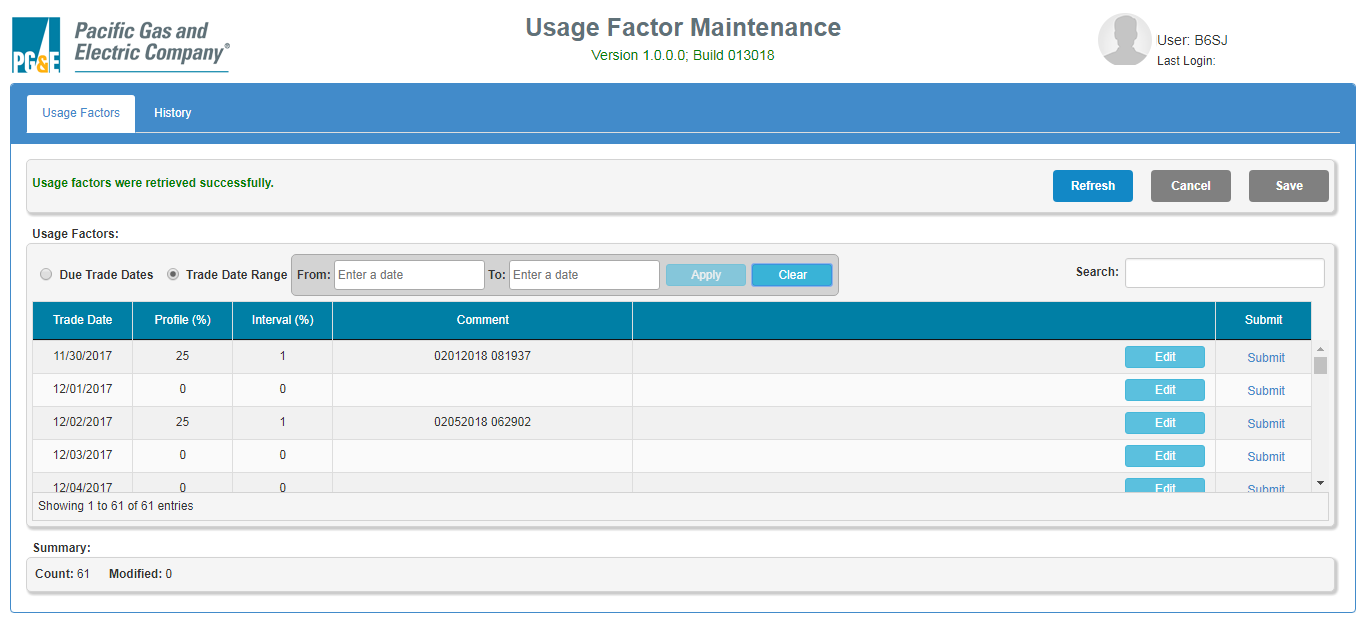 PG&E
Pacific Gas and
Electric Company®
Usage Factor Maintenance
Version 1.0.0.0; Build 013018
User: B6SJ
Last Login:
Usage Factors History
Usage factors were retrieved successfully.
Refresh Cancel Save
Usage Factors:
Due Trade Dates Trade Date Range From: Enter a date To: Enter a date Apply Clear Search:
Trade Date Profile (%) Interval (%) Comment Submit
11/30/2017 25 1 02012018 081937 Edit Submit
12/01/2017 0 0 Edit Submit
12/02/2017 25 1 02052018 062902 Edit Submit
12/03/2017 0 0 Edit Submit
12/04/2017 0 0 Edit Submit
Showing 1 to 61 of 61 entries
Summary:
Count: 61 Modified: 0